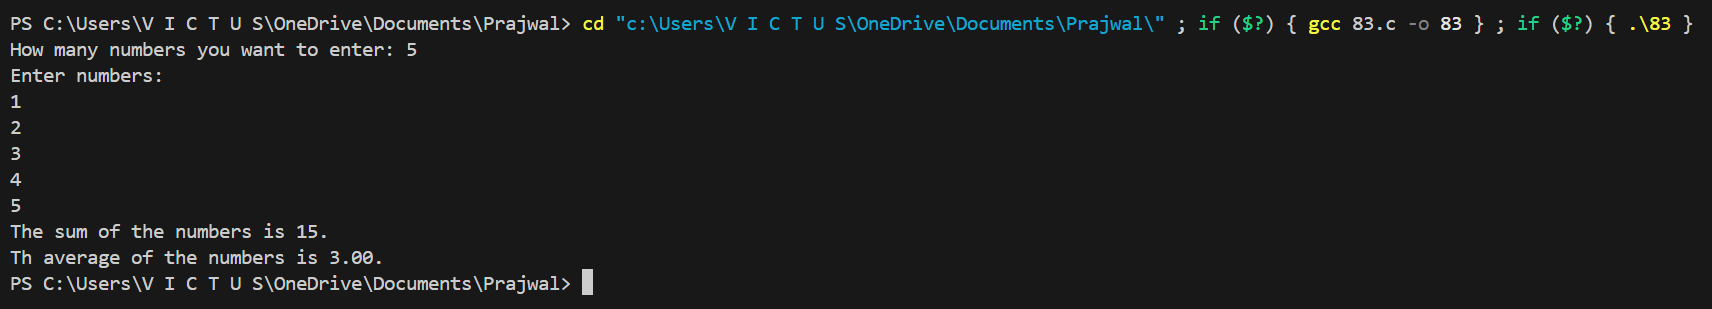 PS C:\Users\V I C T U S\OneDrive\Documents\Prajwal> cd "c:\Users\V I C T U S\OneDrive\Documents\Prajwal\" ; if ($?) { gcc 83.c -o 83 } ; if ($?) { .\83 }
How many numbers you want to enter: 5
Enter numbers:
1
2
3
4
5
The sum of the numbers is 15.
Th average of the numbers is 3.00.
PS C:\Users\V I C T U S\OneDrive\Documents\Prajwal>